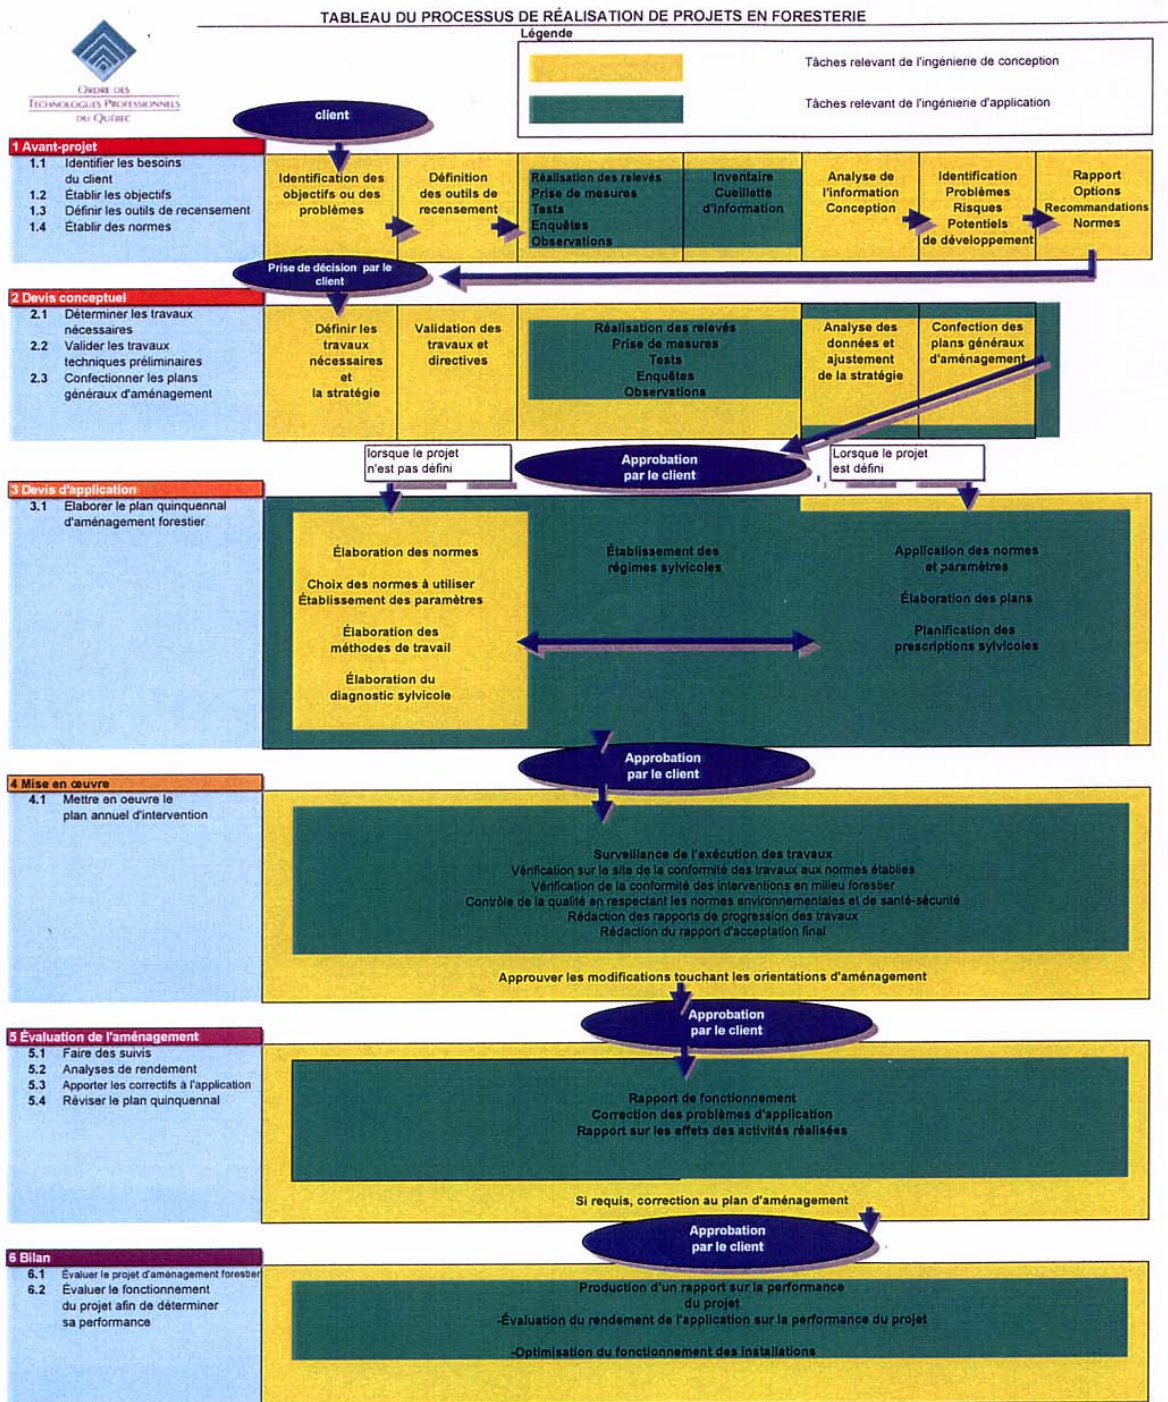 TABLEAU DU PROCESSUS DE RÉALISATION DE PROJETS EN FORESTERIE
ORDRE DES
TECHNOLOGUES PROFESSIONNELS
DU QUÉBEC
Légende
Tâches relevant de l'ingénierie de conception
Tâches relevant de l'ingénierie d'application
client
1 Avant-projet
1.1 Identifier les besoins
du client
1.2 Établir les objectifs
1.3 Définir les outils de recensement
1.4 Établir des normes
Identification des
objectifs ou des
problèmes
Définition
des outils de
recensement
Réalisation des relevés
Prise de mesures
Tests
Enquêtes
Observations
Inventaire
Cueillette
d'information
Analyse de
l'information
Conception
Identification
Problèmes
Risques
Potentiels
de développement
Rapport
Options
Recommandations
Normes
Prise de décision par le
client
2 Devis conceptuel
2.1 Déterminer les travaux
nécessaires
2.2 Valider les travaux
techniques préliminaires
2.3 Confectionner les plans
généraux d'aménagement
Définir les
travaux
nécessaires
et
la stratégie
Validation des
travaux et
directives
Réalisation des relevés
Prise de mesures
Tests
Enquêtes
Observations
Analyse des
données et
ajustement
de la stratégie
Confection des
plans généraux
d'aménagement
lorsque le projet
n'est pas défini
Approbation
par le client
Lorsque le projet
est défini
3 Devis d'application
3.1 Elaborer le plan quinquennal
d'aménagement forestier
Élaboration des normes
Choix des normes à utiliser
Établissement des paramètres
Élaboration des
méthodes de travail
Élaboration du
diagnostic sylvicole
Établissement des
régimes sylvicoles
Application des normes
et paramètres
Élaboration des plans
Planification des
prescriptions sylvicoles
Approbation
par le client
4 Mise en œuvre
4.1 Mettre en oeuvre le
plan annuel d'intervention
Surveillance de l'exécution des travaux
Vérification sur le site de la conformité des travaux aux normes établies
Vérification de la conformité des interventions en milieu forestier
Contrôle de la qualité en respectant les normes environnementales et de santé-sécurité
Rédaction des rapports de progression des travaux
Rédaction du rapport d'acceptation final
Approuver les modifications touchant les orientations d'aménagement
Approbation
par le client
5 Évaluation de l'aménagement
5.1 Faire des suivis
5.2 Analyses de rendement
5.3 Apporter les correctifs à l'application
5.4 Réviser le plan quinquennal
Rapport de fonctionnement
Correction des problèmes d'application
Rapport sur les effets des activités réalisées
Si requis, correction au plan d'aménagement
Approbation
par le client
6 Bilan
6.1 Évaluer le projet d'aménagement forestier
6.2 Évaluer le fonctionnement
du projet afin de déterminer
sa performance
Production d'un rapport sur la performance
du projet
-Évaluation du rendement de l'application sur la performance du projet
-Optimisation du fonctionnement des installations